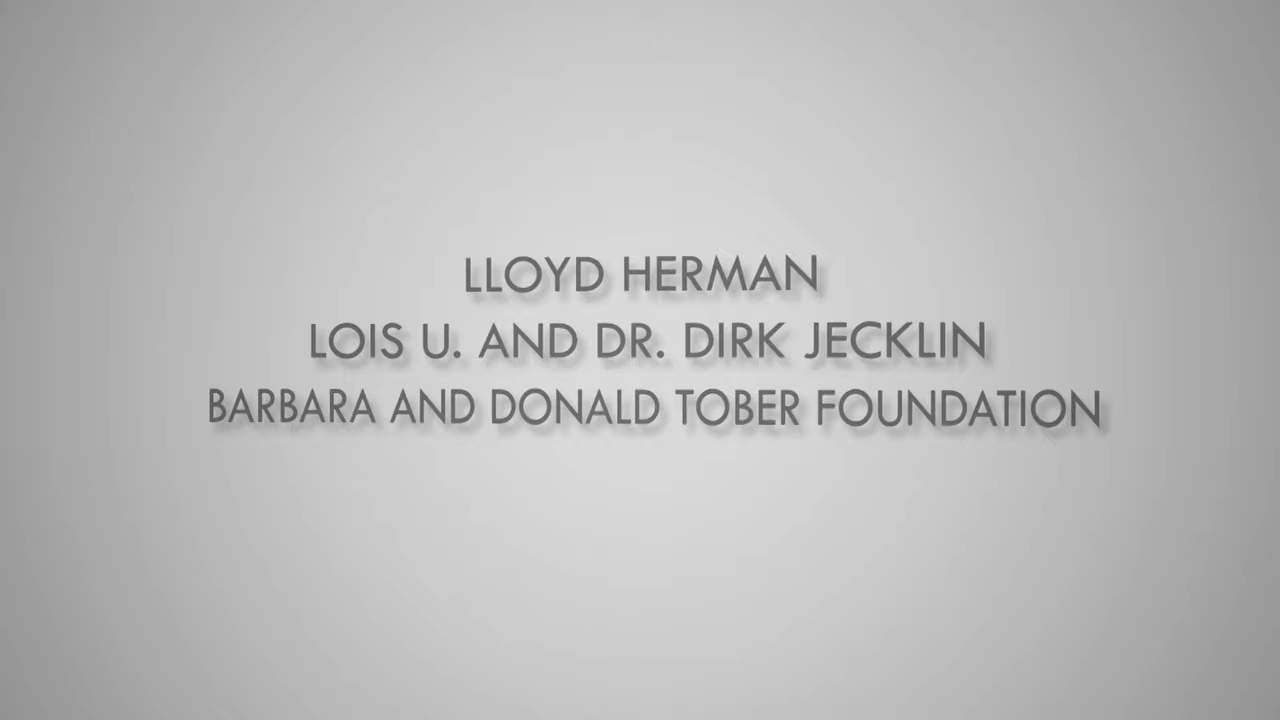 LLOYD HERMAN
LOIS U. AND DR. DIRK JECKLIN
BARBARA AND DONALD TOBER FOUNDATION